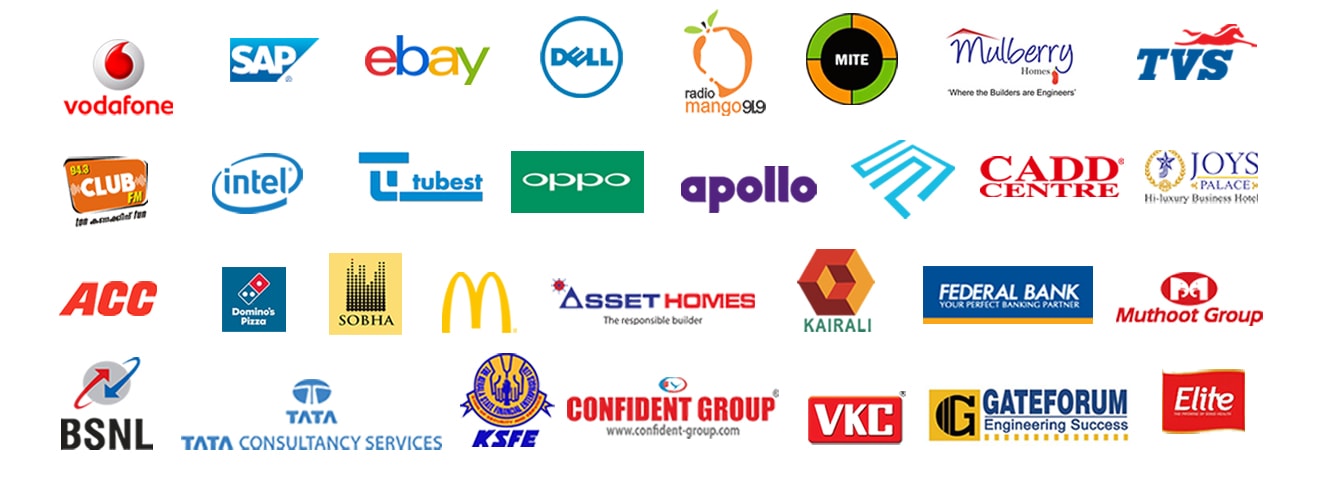 vodafone
SAP ®
ebay
DELL
radio
mango 91.9
MITE
Mulberry
Homes
'Where the Builders are Engineers'
TVS
94.3
CLUB
FM
intel
tubest
oppo
apollo
CADD®
CENTRE
JOYS
PALACE
Hi-luxury Business Hotel
ACC
Domino's
Pizza
SOBHA
ASSET HOMES
The responsible builder
KAIRALI
FEDERAL BANK
YOUR PERFECT BANKING PARTNER
Muthoot Group
BSNL
TATA
TATA CONSULTANCY SERVICES
KSFE
CONFIDENT GROUP®
www.confident-group.com
VKC®
GATEFORUM
Engineering Success
Elite